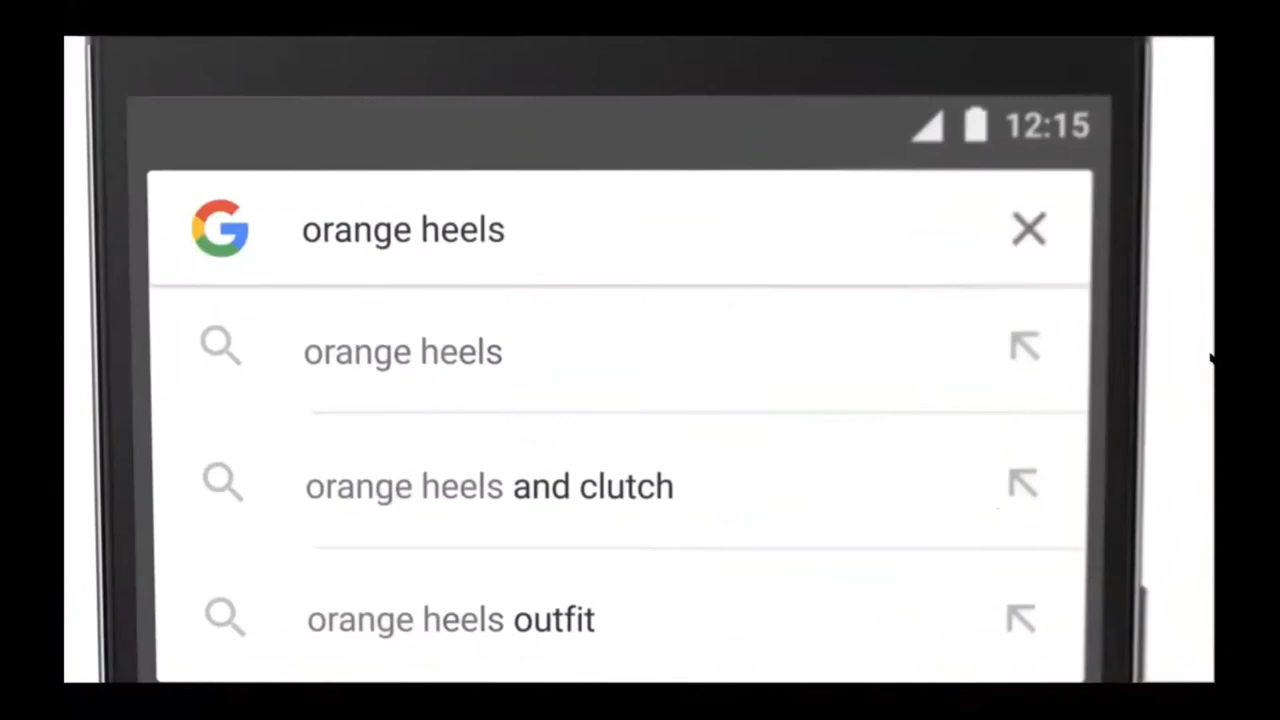 12:15
orange heels
orange heels
orange heels and clutch
orange heels outfit